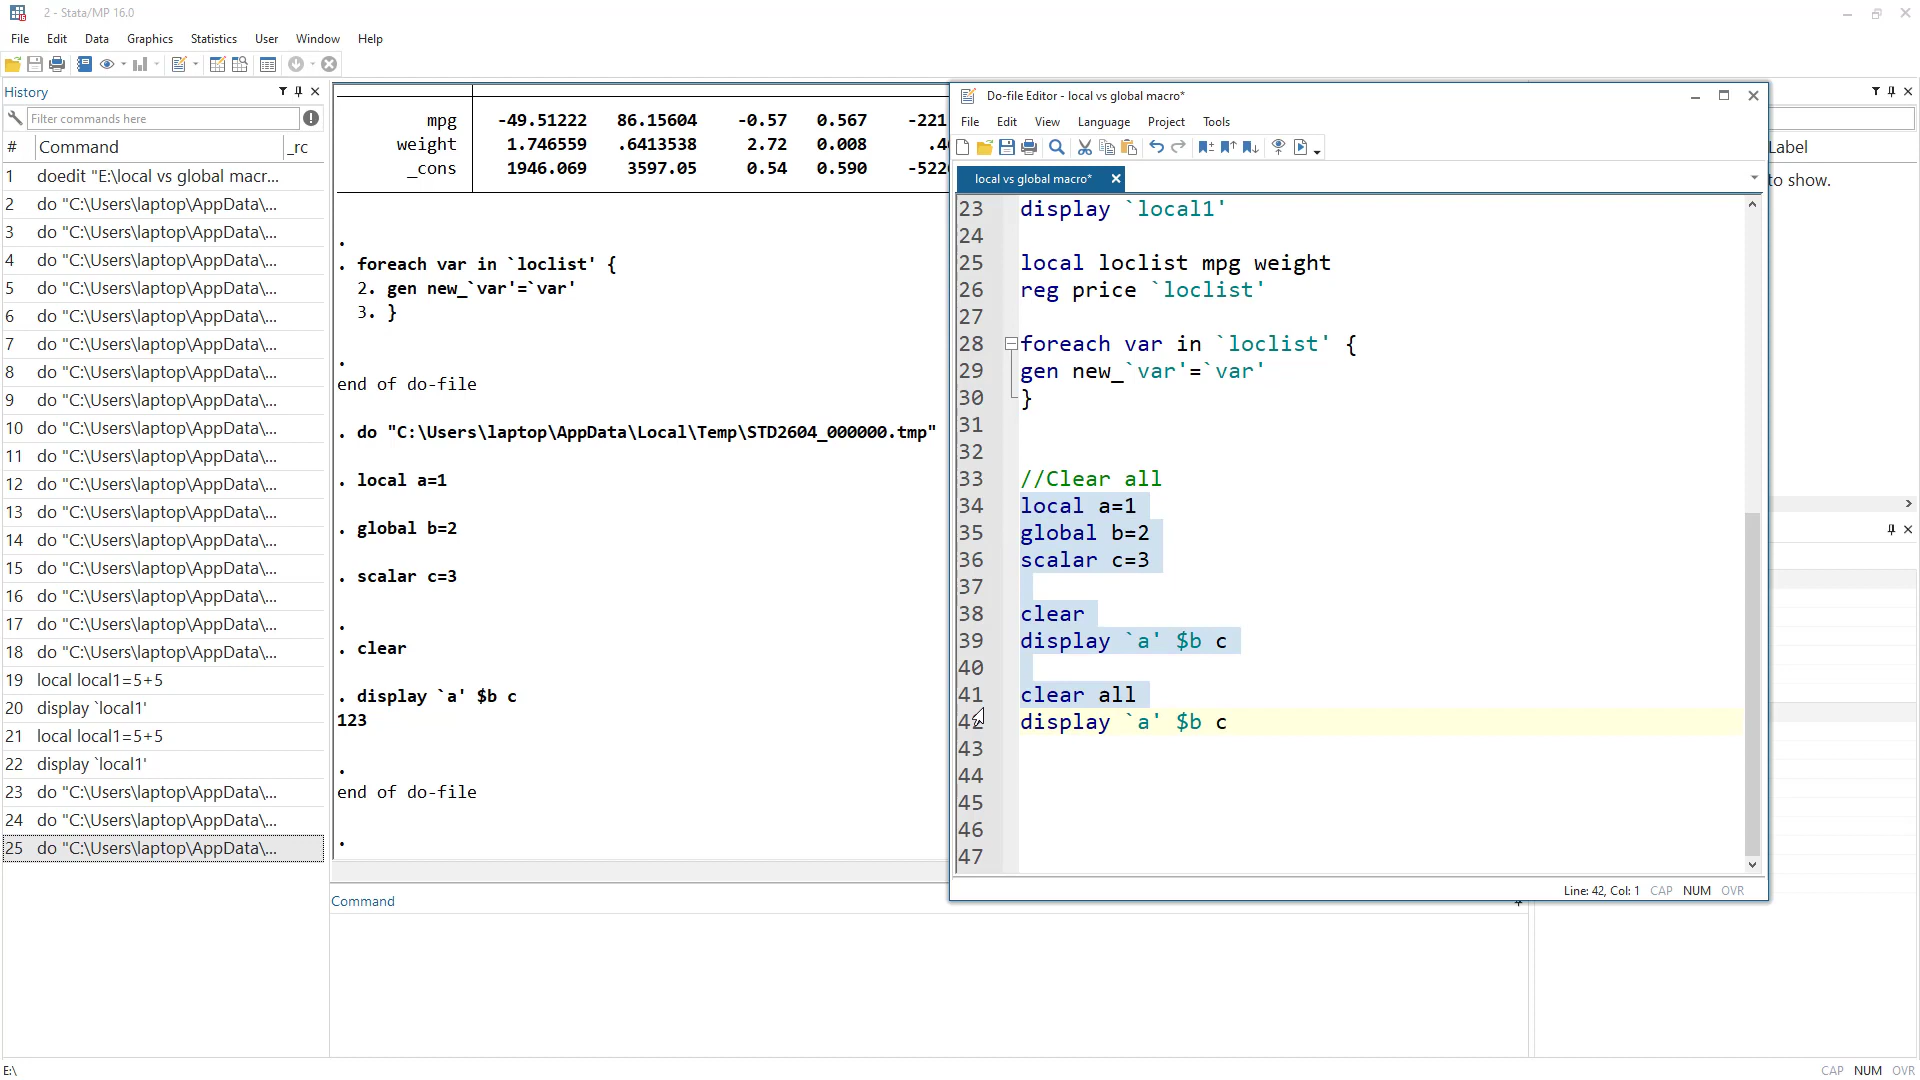 2 - Stata/MP 16.0
File Edit Data Graphics Statistics User Window Help
History
Filter commands here
# Command _rc
1 doedit "E:\local vs global macr...
2 do "C:\Users\laptop\AppData\...
3 do "C:\Users\laptop\AppData\...
4 do "C:\Users\laptop\AppData\...
5 do "C:\Users\laptop\AppData\...
6 do "C:\Users\laptop\AppData\...
7 do "C:\Users\laptop\AppData\...
8 do "C:\Users\laptop\AppData\...
9 do "C:\Users\laptop\AppData\...
10 do "C:\Users\laptop\AppData\...
11 do "C:\Users\laptop\AppData\...
12 do "C:\Users\laptop\AppData\...
13 do "C:\Users\laptop\AppData\...
14 do "C:\Users\laptop\AppData\...
15 do "C:\Users\laptop\AppData\...
16 do "C:\Users\laptop\AppData\...
17 do "C:\Users\laptop\AppData\...
18 do "C:\Users\laptop\AppData\...
19 local local1=5+5
20 display `local1'
21 local local1=5+5
22 display `local1'
23 do "C:\Users\laptop\AppData\...
24 do "C:\Users\laptop\AppData\...
25 do "C:\Users\laptop\AppData\...
mpg -49.51222 86.15604 -0.57 0.567 -221
weight 1.746559 .6413538 2.72 0.008
_cons 1946.069 3597.05 0.54 0.590 -522
.
. foreach var in `loclist' {
2. gen new_`var'=`var'
3. }
.
end of do-file
. do "C:\Users\laptop\AppData\Local\Temp\STD2604_000000.tmp"
. local a=1
. global b=2
. scalar c=3
.
. clear
. display `a' $b c
123
.
end of do-file
.
Command
Do-file Editor - local vs global macro*
File Edit View Language Project Tools
local vs global macro*
23 display `local1'
24
25 local loclist mpg weight
26 reg price `loclist'
27
28 foreach var in `loclist' {
29 gen new_`var'=`var'
30 }
31
32
33 //Clear all
34 local a=1
35 global b=2
36 scalar c=3
37
38 clear
39 display `a' $b c
40
41 clear all
42 display `a' $b c
43
44
45
46
47
Line: 42, Col: 1 CAP NUM OVR
Label
to show.
E:\
CAP NUM OVR